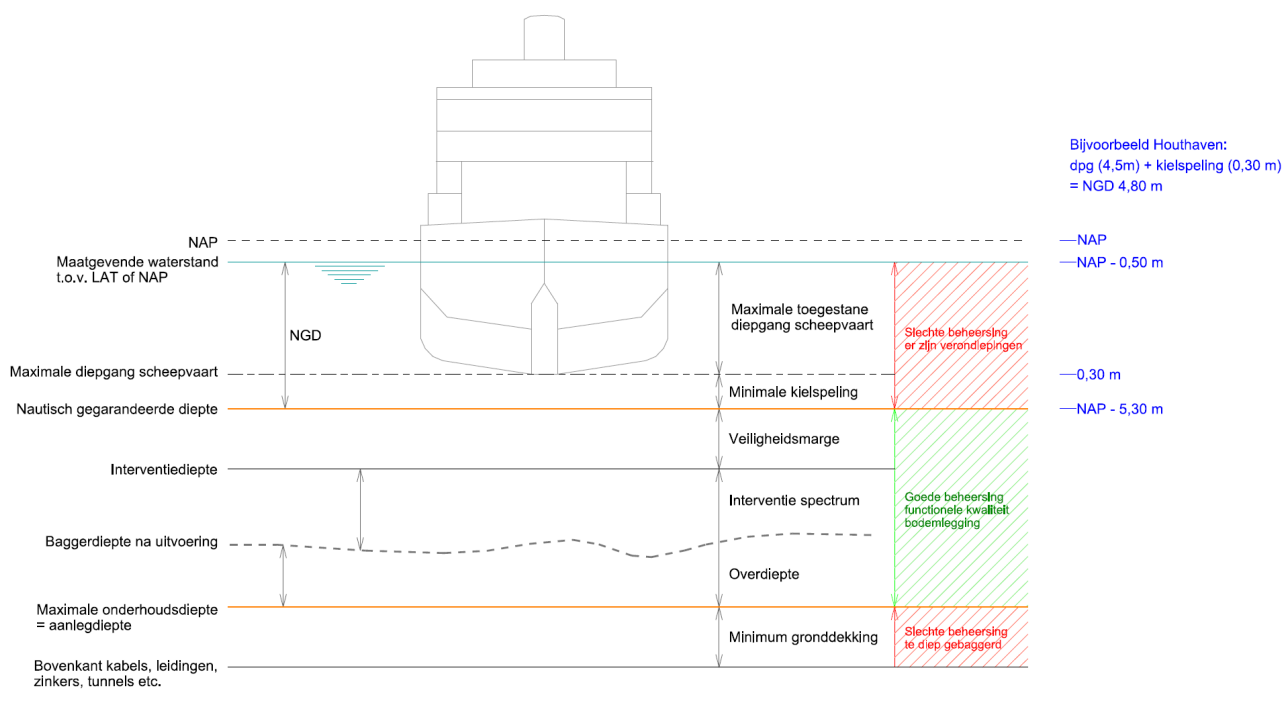 Bijvoorbeeld Houthaven:
dpg (4,5m) + kielspeling (0,30 m)
= NGD 4,80 m
NAP
NAP
Maatgevende waterstand
t.o.v. LAT of NAP
NAP - 0,50 m
NGD
Maximale toegestane
diepgang scheepvaart
Slechte beheersing
er zijn verondiepingen
Maximale diepgang scheepvaart
0,30 m
Minimale kielspeling
Nautisch gegarandeerde diepte
NAP - 5,30 m
Veiligheidsmarge
Interventiediepte
Interventie spectrum
Goede beheersing
functionele kwaliteit
bodemlegging
Baggerdiepte na uitvoering
Overdiepte
Maximale onderhoudsdiepte
= aanlegdiepte
Minimum gronddekking
Slechte beheersing
te diep gebaggerd
Bovenkant kabels, leidingen,
zinkers, tunnels etc.